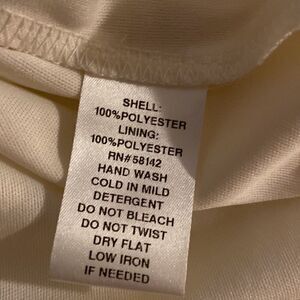 SHELL:
100%POLYESTER
LINING:
100%POLYESTER
RN#58142
HAND WASH
COLD IN MILD
DETERGENT
DO NOT BLEACH
DO NOT TWIST
DRY FLAT
LOW IRON
IF NEEDED